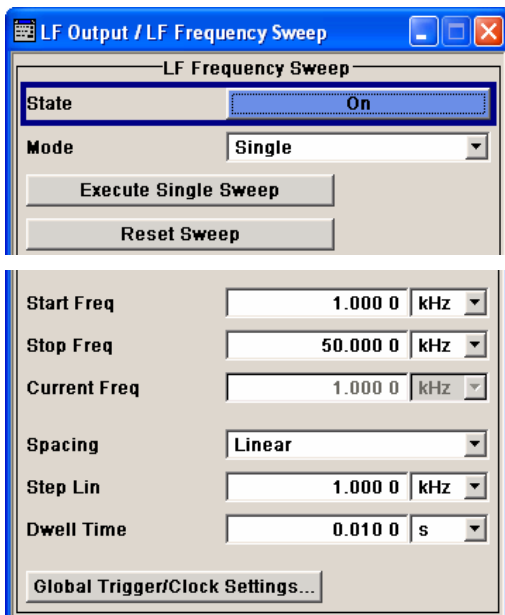 LF Output / LF Frequency Sweep
LF Frequency Sweep
State On
Mode Single
Execute Single Sweep
Reset Sweep
Start Freq 1.000 0 kHz
Stop Freq 50.000 0 kHz
Current Freq 1.000 0 kHz
Spacing Linear
Step Lin 1.000 0 kHz
Dwell Time 0.010 0 s
Global Trigger/Clock Settings...